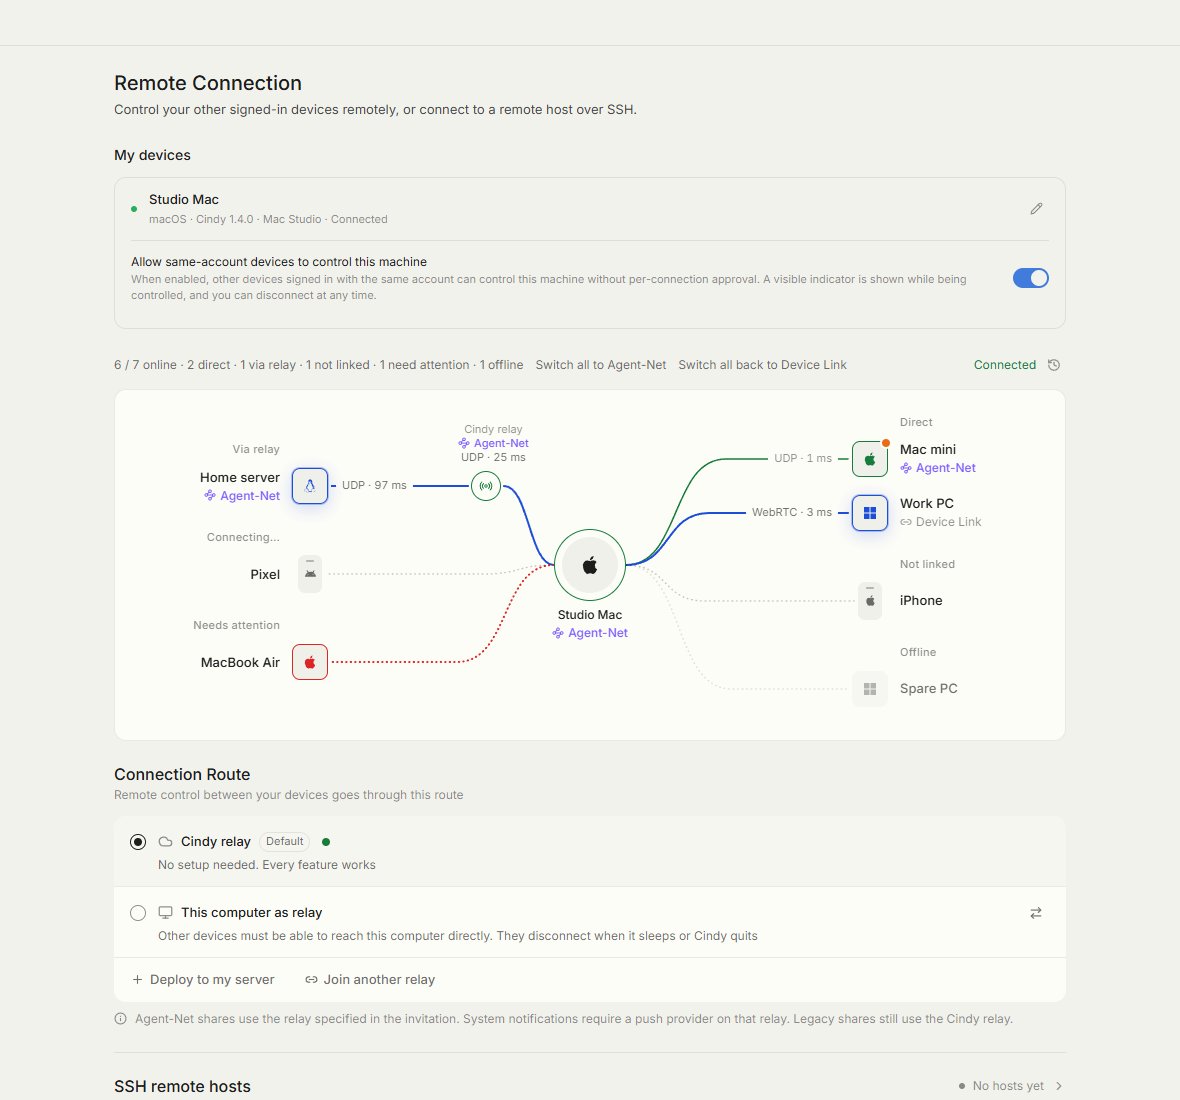 Remote Connection
Control your other signed-in devices remotely, or connect to a remote host over SSH.
My devices
Studio Mac
macOS · Cindy 1.4.0 · Mac Studio · Connected
Allow same-account devices to control this machine
When enabled, other devices signed in with the same account can control this machine without per-connection approval. A visible indicator is shown while being
controlled, and you can disconnect at any time.
6 / 7 online · 2 direct · 1 via relay · 1 not linked · 1 need attention · 1 offline Switch all to Agent-Net Switch all back to Device Link Connected
Via relay
Home server
Agent-Net
UDP · 97 ms
Cindy relay
Agent-Net
UDP · 25 ms
Connecting...
Pixel
Needs attention
MacBook Air
Studio Mac
Agent-Net
Direct
UDP · 1 ms
Mac mini
Agent-Net
WebRTC · 3 ms
Work PC
Device Link
Not linked
iPhone
Offline
Spare PC
Connection Route
Remote control between your devices goes through this route
Cindy relay Default
No setup needed. Every feature works
This computer as relay
Other devices must be able to reach this computer directly. They disconnect when it sleeps or Cindy quits
Deploy to my server Join another relay
Agent-Net shares use the relay specified in the invitation. System notifications require a push provider on that relay. Legacy shares still use the Cindy relay.
SSH remote hosts No hosts yet